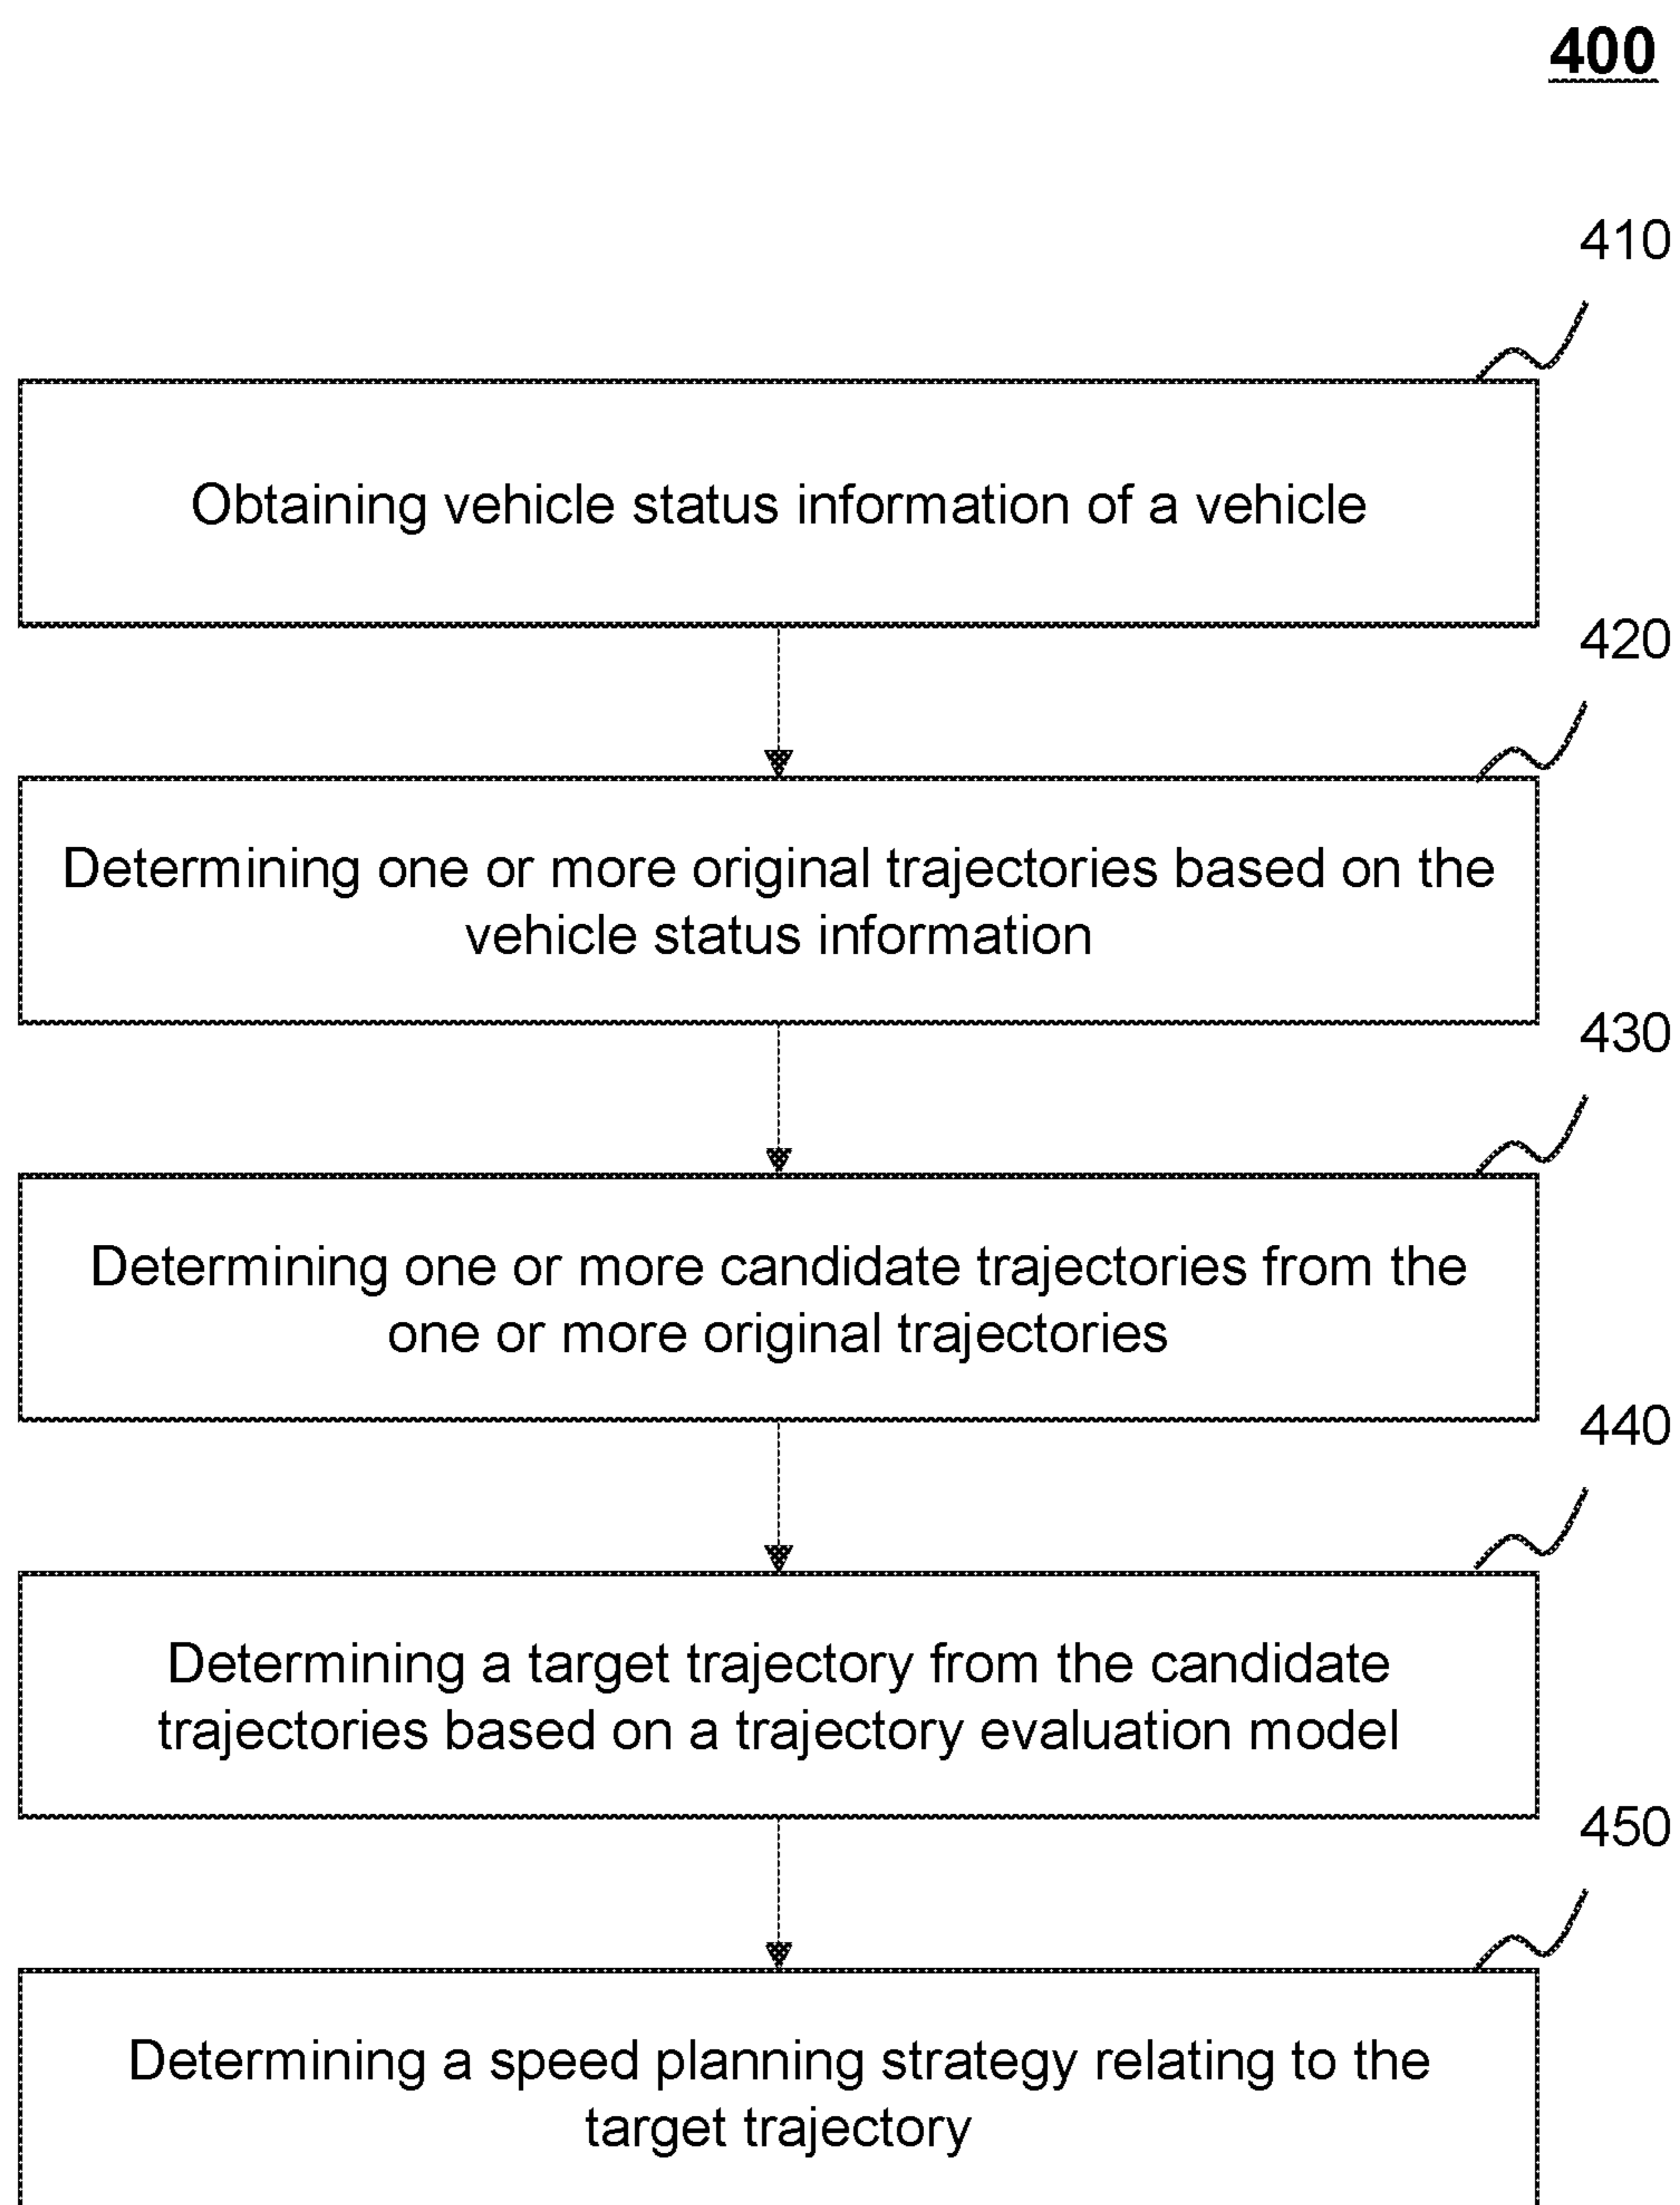 400
410
Obtaining vehicle status information of a vehicle
420
Determining one or more original trajectories based on the
vehicle status information
430
Determining one or more candidate trajectories from the
one or more original trajectories
440
Determining a target trajectory from the candidate
trajectories based on a trajectory evaluation model
450
Determining a speed planning strategy relating to the
target trajectory